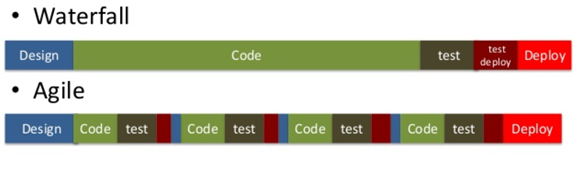 • Waterfall
Design Code test test deploy Deploy
• Agile
Design Code test Code test Code test Code test Deploy